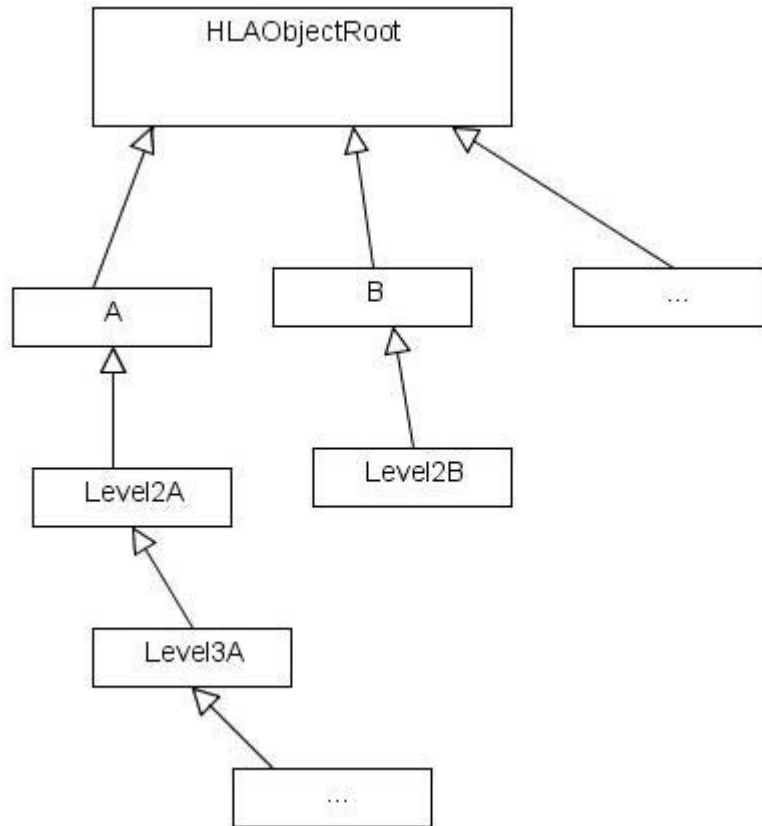 HLAObjectRoot
A
B
...
Level2A
Level2B
Level3A
...